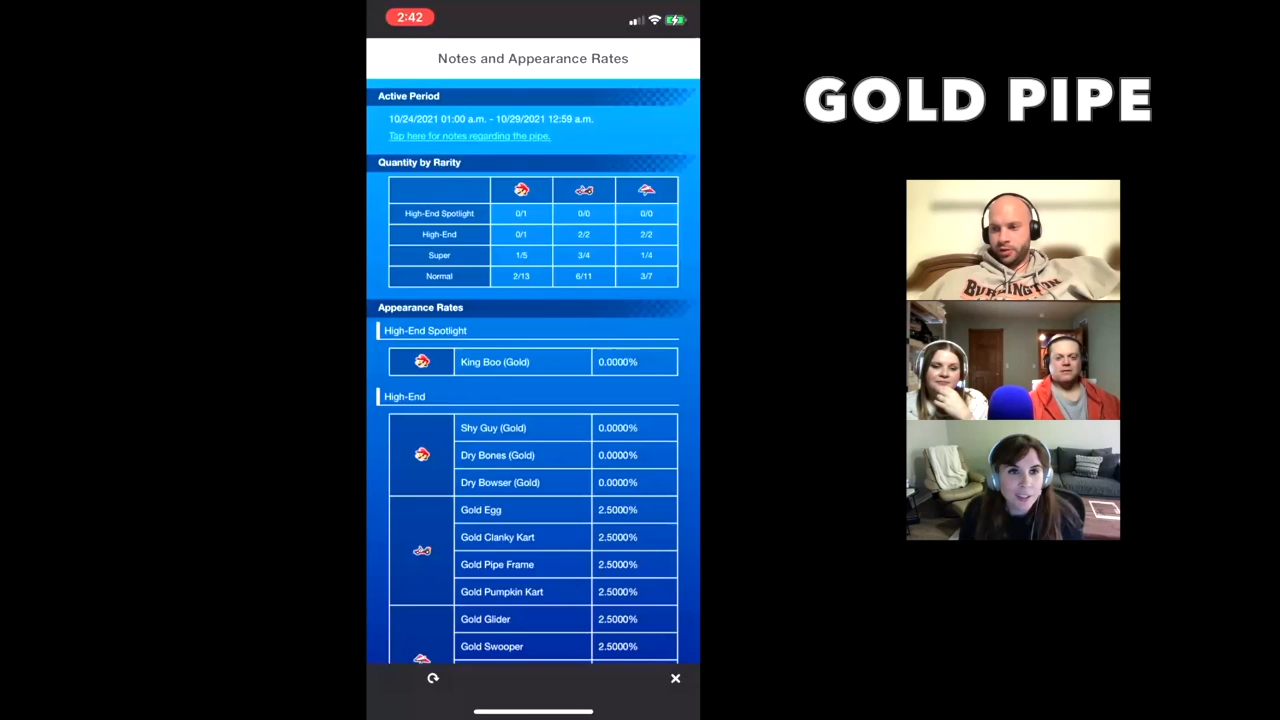 2:42
Notes and Appearance Rates
GOLD PIPE
Active Period
10/24/2021 01:00 a.m. - 10/29/2021 12:59 a.m.
Tap here for notes regarding the pipe.
Quantity by Rarity
High-End Spotlight 0/1 0/0 0/0
High-End 0/1 2/2 2/2
Super 1/5 3/4 1/4
Normal 2/13 6/11 3/7
Appearance Rates
High-End Spotlight
King Boo (Gold) 0.0000%
High-End
Shy Guy (Gold) 0.0000%
Dry Bones (Gold) 0.0000%
Dry Bowser (Gold) 0.0000%
Gold Egg 2.5000%
Gold Clanky Kart 2.5000%
Gold Pipe Frame 2.5000%
Gold Pumpkin Kart 2.5000%
Gold Glider 2.5000%
Gold Swooper 2.5000%
BURLINGTON